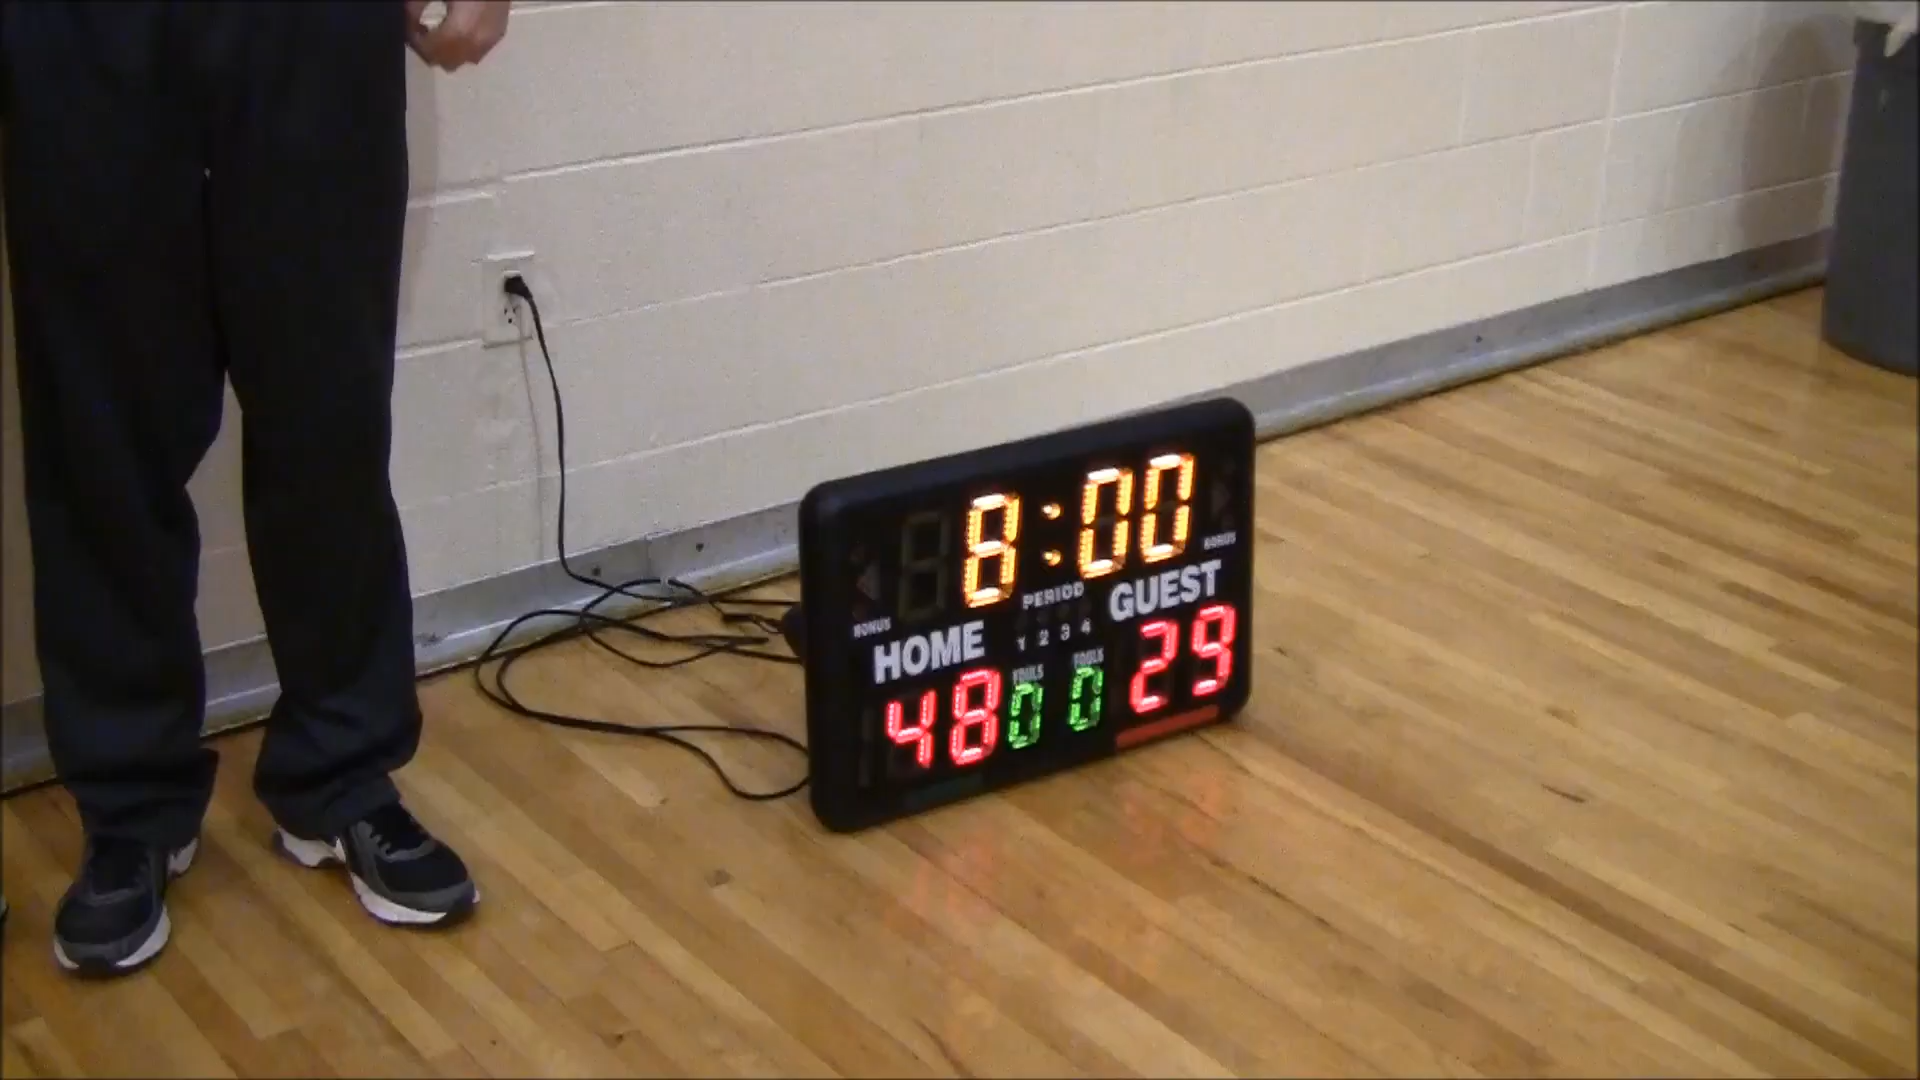 8:00
BONUS
PERIOD
GUEST
BONUS
HOME
1 2 3 4
FOULS
FOULS
48
0
0
29